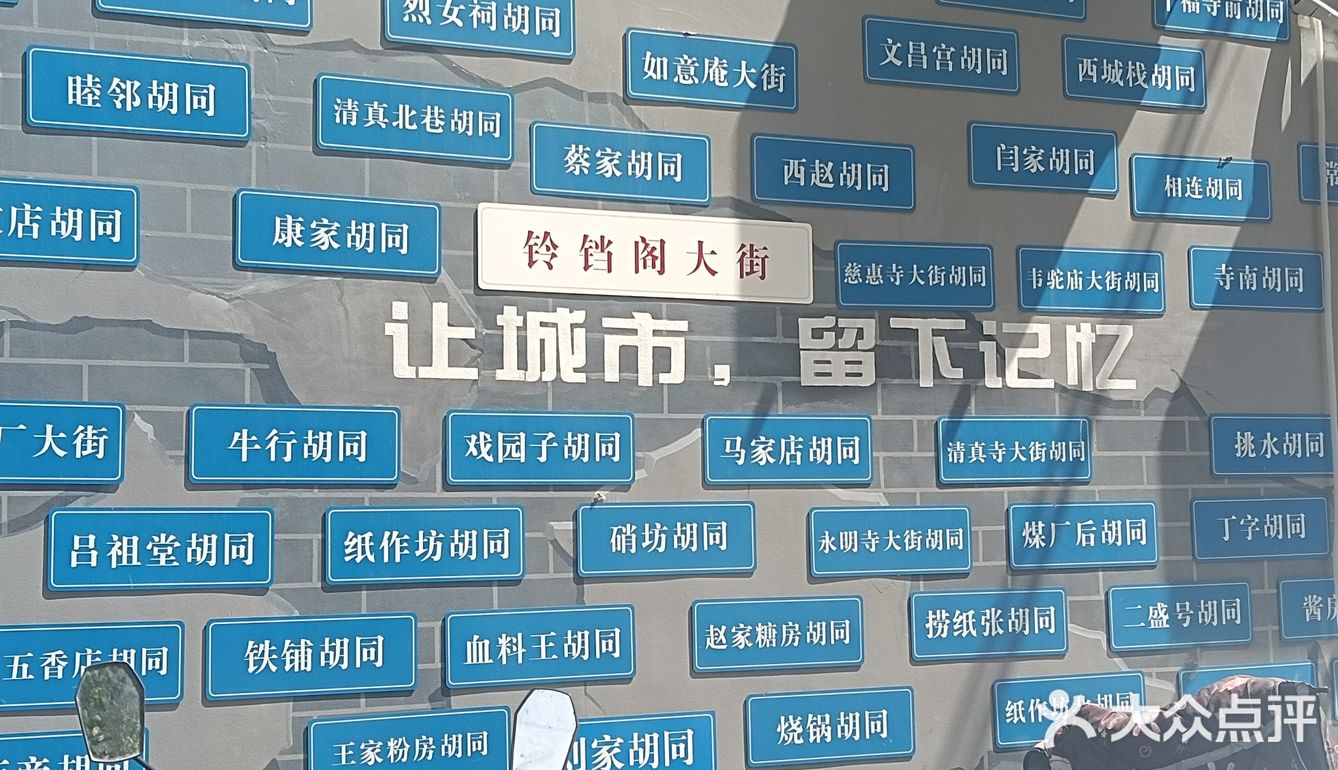 烈女祠胡同
福寺前胡同
睦邻胡同
清真北巷胡同
如意庵大街
文昌宫胡同
西城栈胡同
蔡家胡同
西赵胡同
闫家胡同
相连胡同
店胡同
康家胡同
铃铛阁大街
慈惠寺大街胡同
韦驼庙大街胡同
寺南胡同
让城市，留下记忆
厂大街
牛行胡同
戏园子胡同
马家店胡同
清真寺大街胡同
挑水胡同
吕祖堂胡同
纸作坊胡同
硝坊胡同
永明寺大街胡同
煤厂后胡同
丁字胡同
五香店胡同
铁铺胡同
血料王胡同
赵家糖房胡同
捞纸张胡同
二盛号胡同
酱
王家粉房胡同
家胡同
烧锅胡同
纸作坊 胡同
大众点评